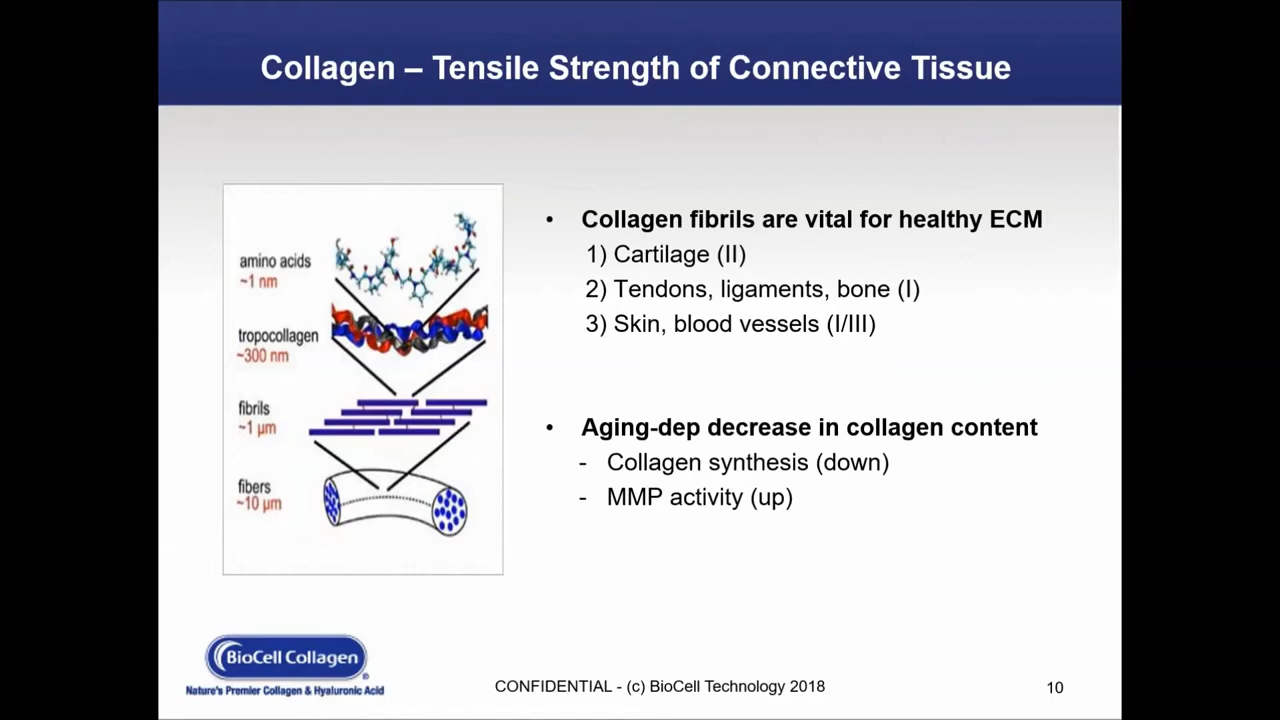 Collagen – Tensile Strength of Connective Tissue
amino acids
~1 nm
tropocollagen
~300 nm
fibrils
~1 µm
fibers
~10 µm
• Collagen fibrils are vital for healthy ECM
1) Cartilage (II)
2) Tendons, ligaments, bone (I)
3) Skin, blood vessels (I/III)
• Aging-dep decrease in collagen content
- Collagen synthesis (down)
- MMP activity (up)
BioCell Collagen
Nature's Premier Collagen & Hyaluronic Acid
CONFIDENTIAL - (c) BioCell Technology 2018
10